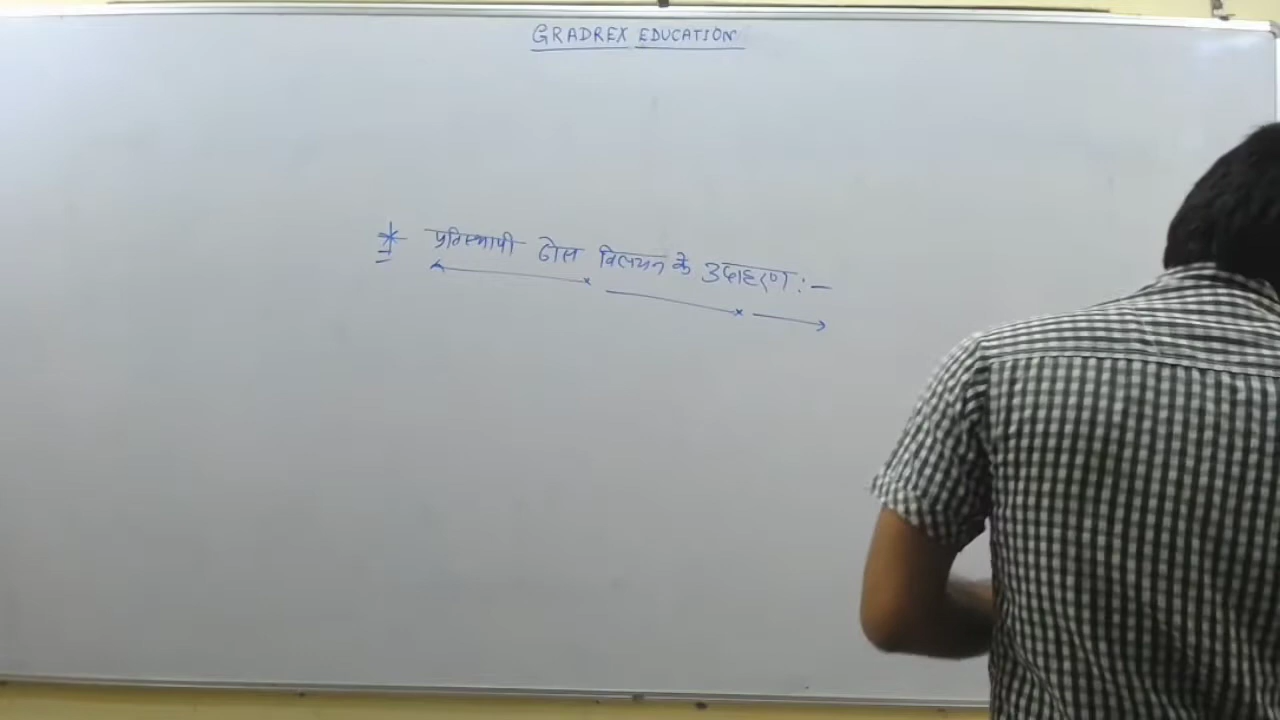 GRADREX EDUCATION
* प्रतिस्थापी ठोस विलयन के उदाहरण :-